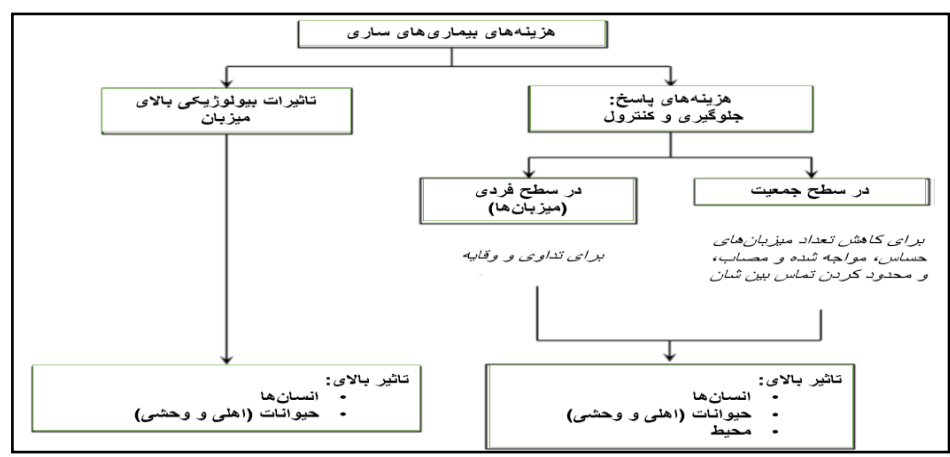 هزینه‌های بیماری‌های ساری
تاثیرات بیولوژیکی بالای
میزبان
هزینه‌های پاسخ:
جلوگیری و کنترول
در سطح فردی
(میزبان‌ها)
در سطح جمعیت
برای تداوی و وقایه
برای کاهش تعداد میزبان‌های
حساس، مواجه شده و مصاب،
و محدود کردن تماس بین شان
تاثیر بالای:
• انسان‌ها
• حیوانات (اهلی و وحشی)
تاثیر بالای:
• انسان‌ها
• حیوانات (اهلی و وحشی)
• محیط